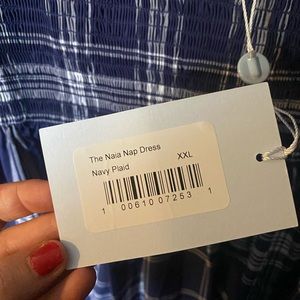 The Naia Nap Dress XXL
Navy Plaid
1 00610 07253 1